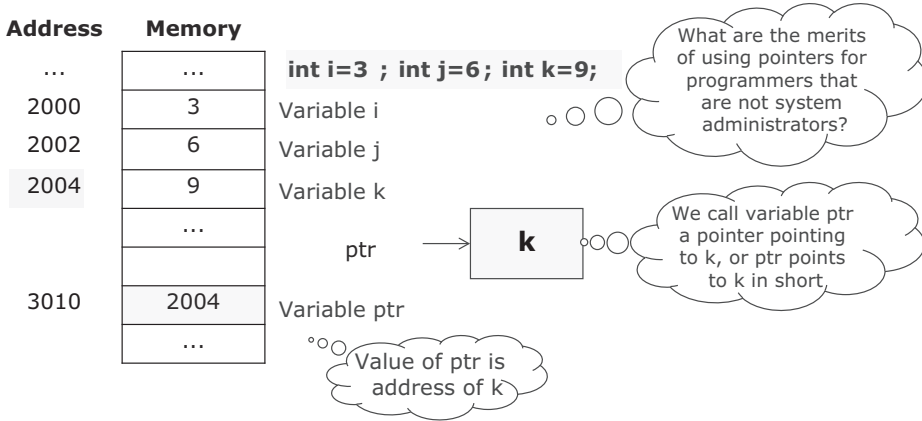 Address Memory
... ...
int i=3 ; int j=6; int k=9;
2000 3 Variable i
2002 6 Variable j
2004 9 Variable k
...
ptr
k
3010 2004 Variable ptr
...
What are the merits
of using pointers for
programmers that
are not system
administrators?
We call variable ptr
a pointer pointing
to k, or ptr points
to k in short
Value of ptr is
address of k